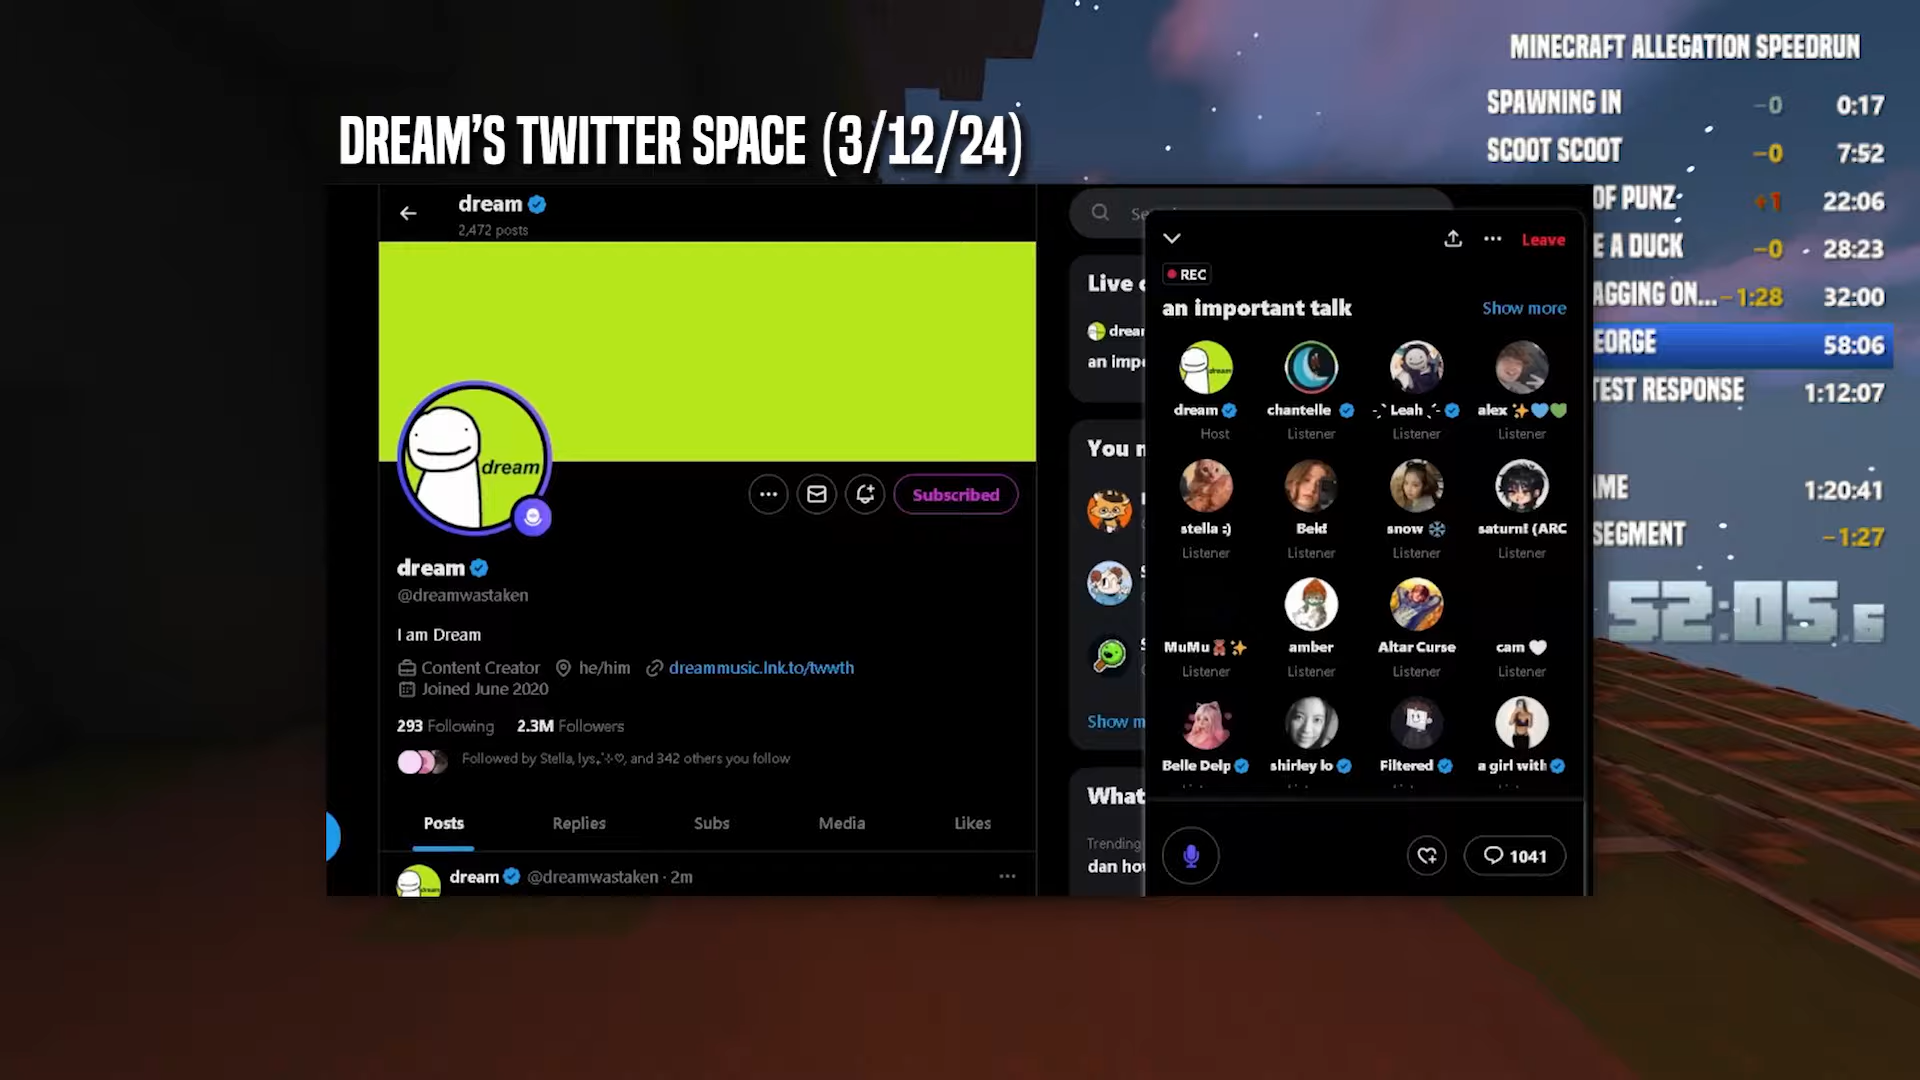 MINECRAFT ALLEGATION SPEEDRUN
SPAWNING IN -0 0:17
SCOOT SCOOT -0 7:52
OF PUNZ +1 22:06
E A DUCK -0 28:23
AGGING ON... -1:28 32:00
EORGE 58:06
TEST RESPONSE 1:12:07
ME 1:20:41
SEGMENT -1:27
52:05.6
DREAM'S TWITTER SPACE (3/12/24)
dream
2,472 posts
dream
Subscribed
dream
@dreamwastaken
I am Dream
Content Creator he/him dreammusic.lnk.to/twwth
Joined June 2020
293 Following 2.3M Followers
Followed by Stella, lys, and 342 others you follow
Posts Replies Subs Media Likes
dream @dreamwastaken · 2m
Se
Live
drear
an imp
You
Show m
What
Trending
dan ho
Leave
REC
an important talk Show more
dream
dream chantelle Leah alex ✨💙💚
Host Listener Listener Listener
stella :) Bek! snow ❄️ saturn! (ARC
Listener Listener Listener Listener
MuMu 🧸✨ amber Altar Curse cam 🤍
Listener Listener Listener Listener
Belle Delp shirley lo Filtered a girl with
1041